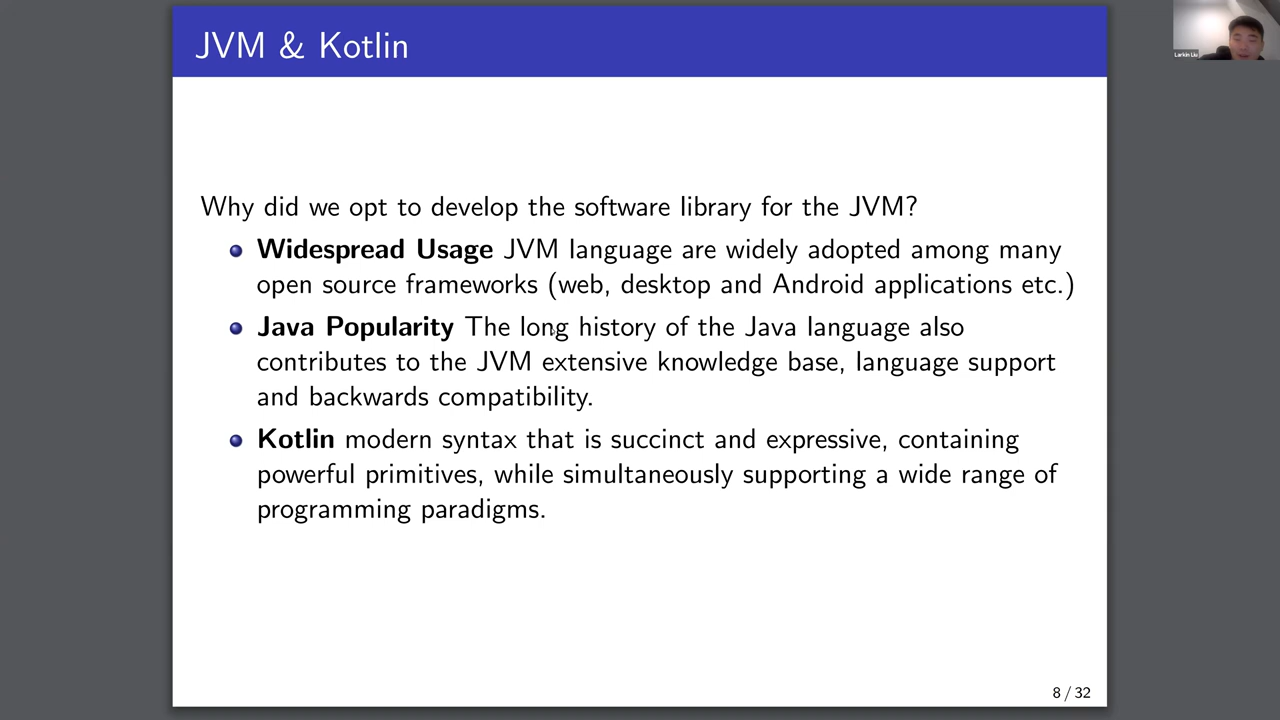 JVM & Kotlin
Larkin Liu
Why did we opt to develop the software library for the JVM?
Widespread Usage JVM language are widely adopted among many
open source frameworks (web, desktop and Android applications etc.)
Java Popularity The long history of the Java language also
contributes to the JVM extensive knowledge base, language support
and backwards compatibility.
Kotlin modern syntax that is succinct and expressive, containing
powerful primitives, while simultaneously supporting a wide range of
programming paradigms.
8 / 32